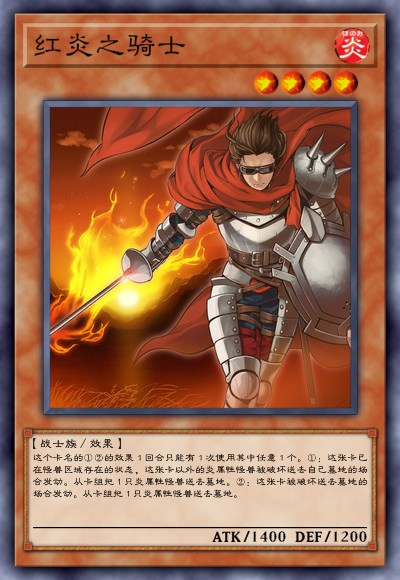 红炎之骑士
ほのお
炎
【战士族／效果】
这个卡名的①②的效果1回合只能有1次使用其中任意1个。①：这张卡已
在怪兽区域存在的状态，这张卡以外的炎属性怪兽被破坏送去自己墓地的场
合发动。从卡组把1只炎属性怪兽送去墓地。②：这张卡被破坏送去墓地的
场合发动。从卡组把1只炎属性怪兽送去墓地。
ATK/1400 DEF/1200